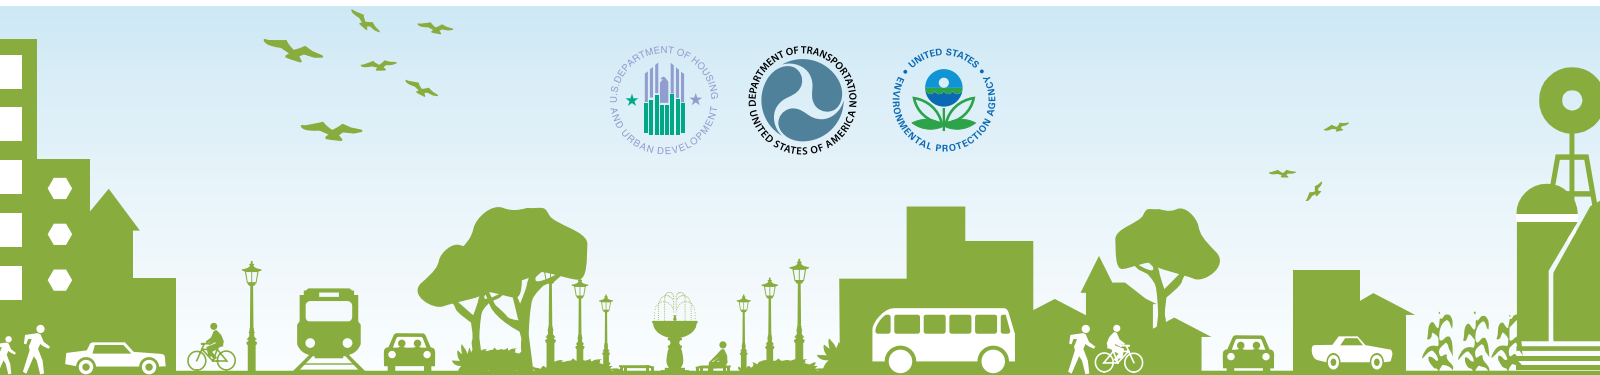 U.S. DEPARTMENT OF HOUSING
AND URBAN DEVELOPMENT
DEPARTMENT OF TRANSPORTATION
UNITED STATES OF AMERICA
UNITED STATES
ENVIRONMENTAL PROTECTION AGENCY